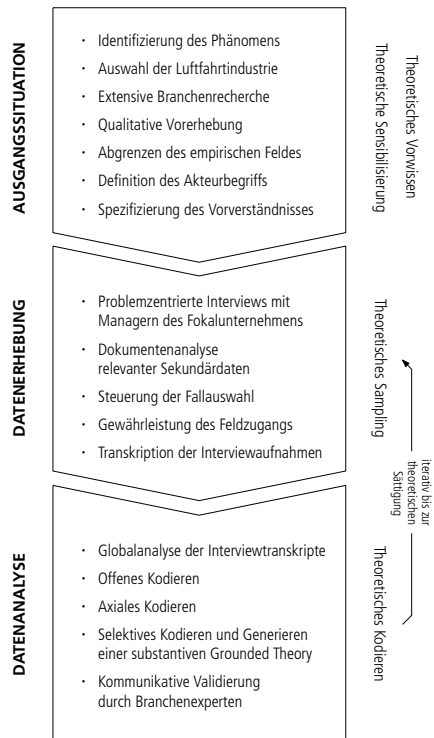 AUSGANGSSITUATION
· Identifizierung des Phänomens
· Auswahl der Luftfahrtindustrie
· Extensive Branchenrecherche
· Qualitative Vorerhebung
· Abgrenzen des empirischen Feldes
· Definition des Akteurbegriffs
· Spezifizierung des Vorverständnisses
Theoretisches Vorwissen
Theoretische Sensibilisierung
DATENERHEBUNG
· Problemzentrierte Interviews mit
Managern des Fokalunternehmens
· Dokumentenanalyse
relevanter Sekundärdaten
· Steuerung der Fallauswahl
· Gewährleistung des Feldzugangs
· Transkription der Interviewaufnahmen
Theoretisches Sampling
iterativ bis zur
theoretischen
Sättigung
DATENANALYSE
· Globalanalyse der Interviewtranskripte
· Offenes Kodieren
· Axiales Kodieren
· Selektives Kodieren und Generieren
einer substantiven Grounded Theory
· Kommunikative Validierung
durch Branchenexperten
Theoretisches Kodieren